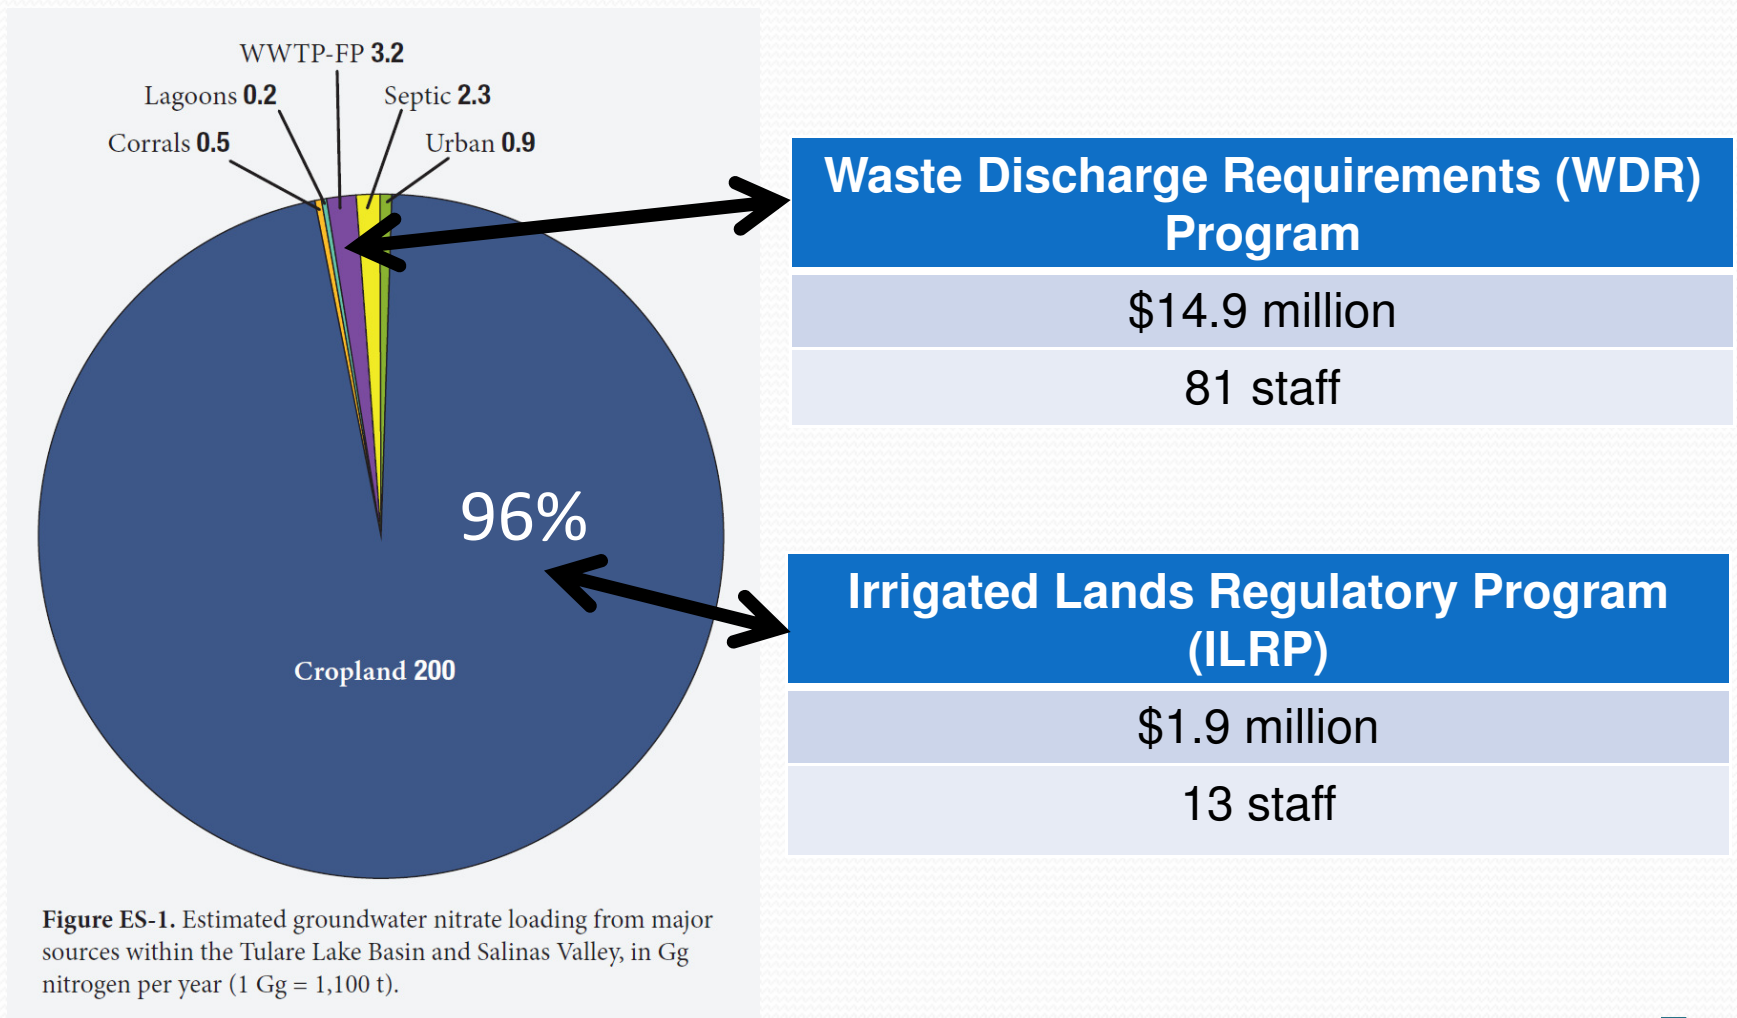 WWTP-FP 3.2
Lagoons 0.2
Septic 2.3
Corrals 0.5
Urban 0.9
96%
Cropland 200
Figure ES-1. Estimated groundwater nitrate loading from major
sources within the Tulare Lake Basin and Salinas Valley, in Gg
nitrogen per year (1 Gg = 1,100 t).
Waste Discharge Requirements (WDR)
Program
$14.9 million
81 staff
Irrigated Lands Regulatory Program
(ILRP)
$1.9 million
13 staff